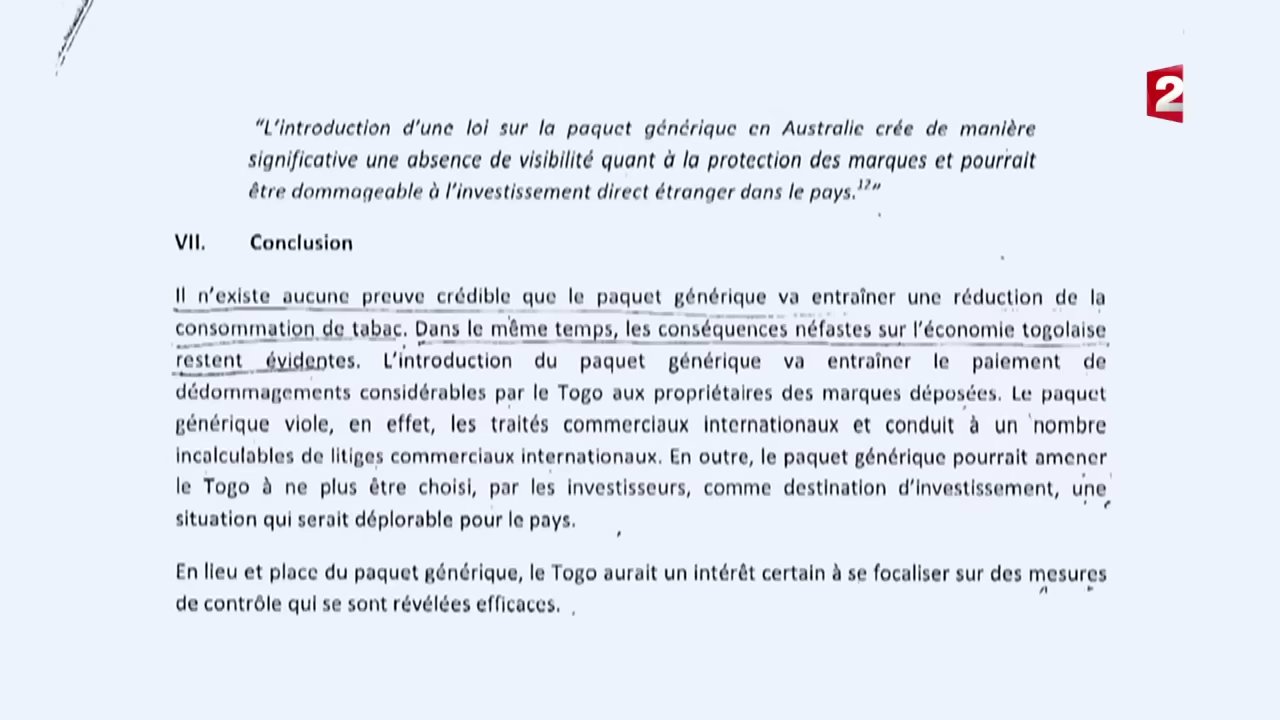 2
"L'introduction d'une loi sur la paquet générique en Australie crée de manière
significative une absence de visibilité quant à la protection des marques et pourrait
être dommageable à l'investissement direct étranger dans le pays.12"
VII. Conclusion
Il n'existe aucune preuve crédible que le paquet générique va entraîner une réduction de la
consommation de tabac. Dans le même temps, les conséquences néfastes sur l'économie togolaise
restent évidentes. L'introduction du paquet générique va entraîner le paiement de
dédommagements considérables par le Togo aux propriétaires des marques déposées. Le paquet
générique viole, en effet, les traités commerciaux internationaux et conduit à un nombre
incalculables de litiges commerciaux internationaux. En outre, le paquet générique pourrait amener
le Togo à ne plus être choisi, par les investisseurs, comme destination d'investissement, une
situation qui serait déplorable pour le pays.
En lieu et place du paquet générique, le Togo aurait un intérêt certain à se focaliser sur des mesures
de contrôle qui se sont révélées efficaces.